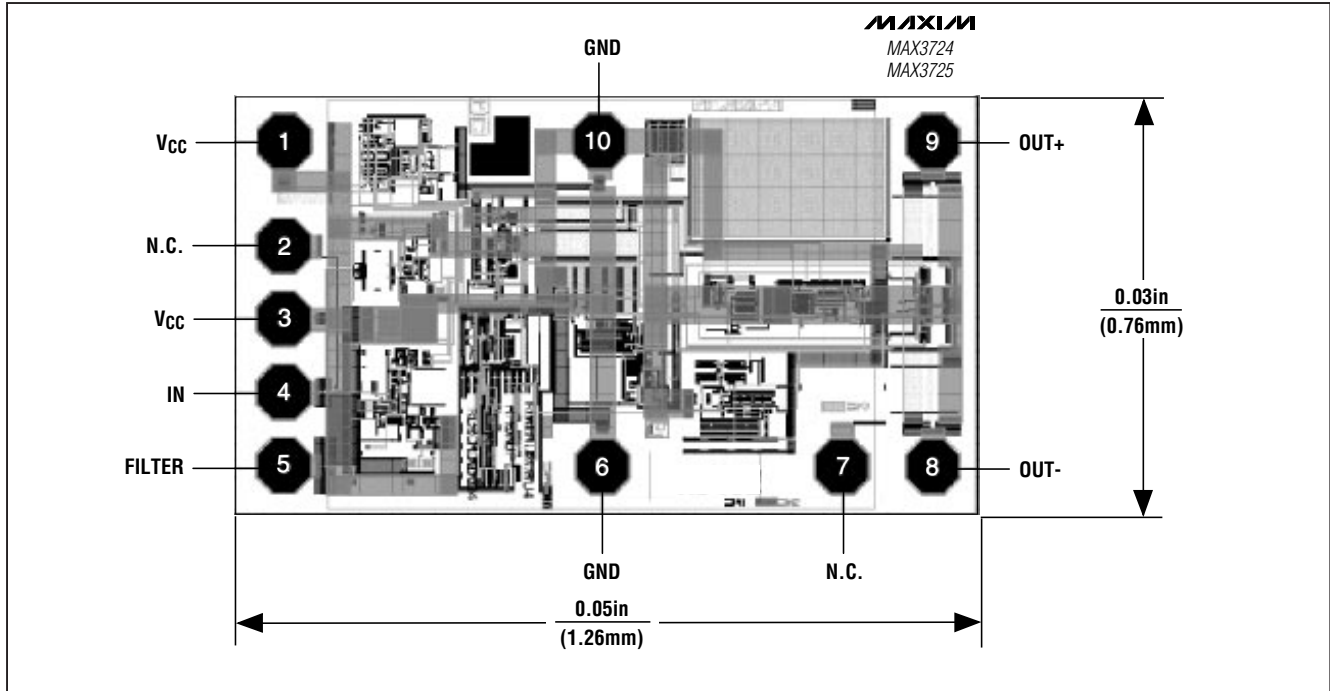 MAXIM
MAX3724
MAX3725
GND
1
10
9
VCC
OUT+
2
N.C.
3
VCC
0.03in
(0.76mm)
4
IN
5
FILTER
6
7
8
OUT-
GND
N.C.
0.05in
(1.26mm)